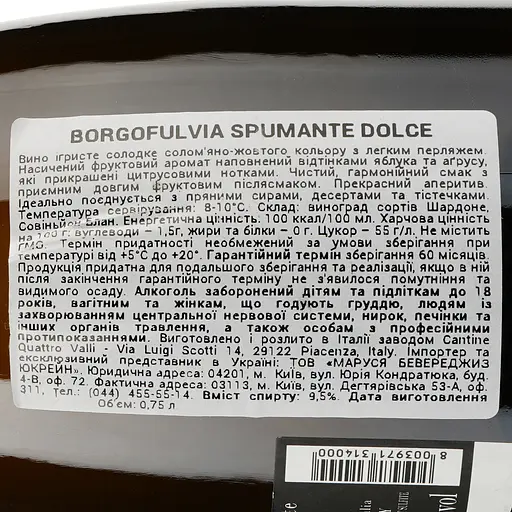 BORGOFULVIA SPUMANTE DOLCE
Вино ігристе солодке солом'яно-жовтого кольору з легким перляжем.
Насичений фруктовий аромат наповнений відтінками яблука та аґрусу,
які прикрашені цитрусовими нотками. Чистий, гармонійний смак з
приємним довгим фруктовим післясмаком. Прекрасний аперитив.
Ідеально поєднується з пряними сирами, десертами та тістечками.
Температура сервірування: 8-10°С. Склад: виноград сорт в Шардоне,
Совіньйон Блан. Енергетична цінність: 100 ккал/100 мл. Харчова цінність
на 100 г: вуглеводи – 1,5г, жири та білки – 0 г. Цукор – 55 г/л. Не містить
ГМО. Термін придатності необмежений за умови зберігання при
температурі від +5°С до +20°. Гарантійний термін зберігання 60 місяців.
Продукція придатна для подальшого зберігання та реалізації, якщо в ній
після закінчення гарантійного терміну не з'явилося помутніння та
видимого осаду. Алкоголь заборонений дітям та підліткам до 18
років, вагітним та жінкам, що годують груддю, людям із
захворюванням центральної нервової системи, нирок, печінки та
інших органів травлення, а також особам з професійними
протипоказаннями. Виготовлено і розлито в Італії заводом Cantine
Quattro Valli - Via Luigi Scotti 14, 29122 Piacenza, Italy. Імпортер та
ексклюзивний представник в Україні: ТОВ «МАРУСЯ БЕВЕРЕДЖИЗ
ЮКРЕЙН». Юридична адреса: 04201, м. Київ, вул. Юрія Кондратюка, буд.
4-В, оф. 72. Фактична адреса: 03113, м. Київ, вул. Дегтярівська 53-А, оф.
311, тел.: (044) 455-55-14. Вміст спирту: 9,5%. Дата виготовлення
Об'єм: 0,75 л
8 003971 314000
vol